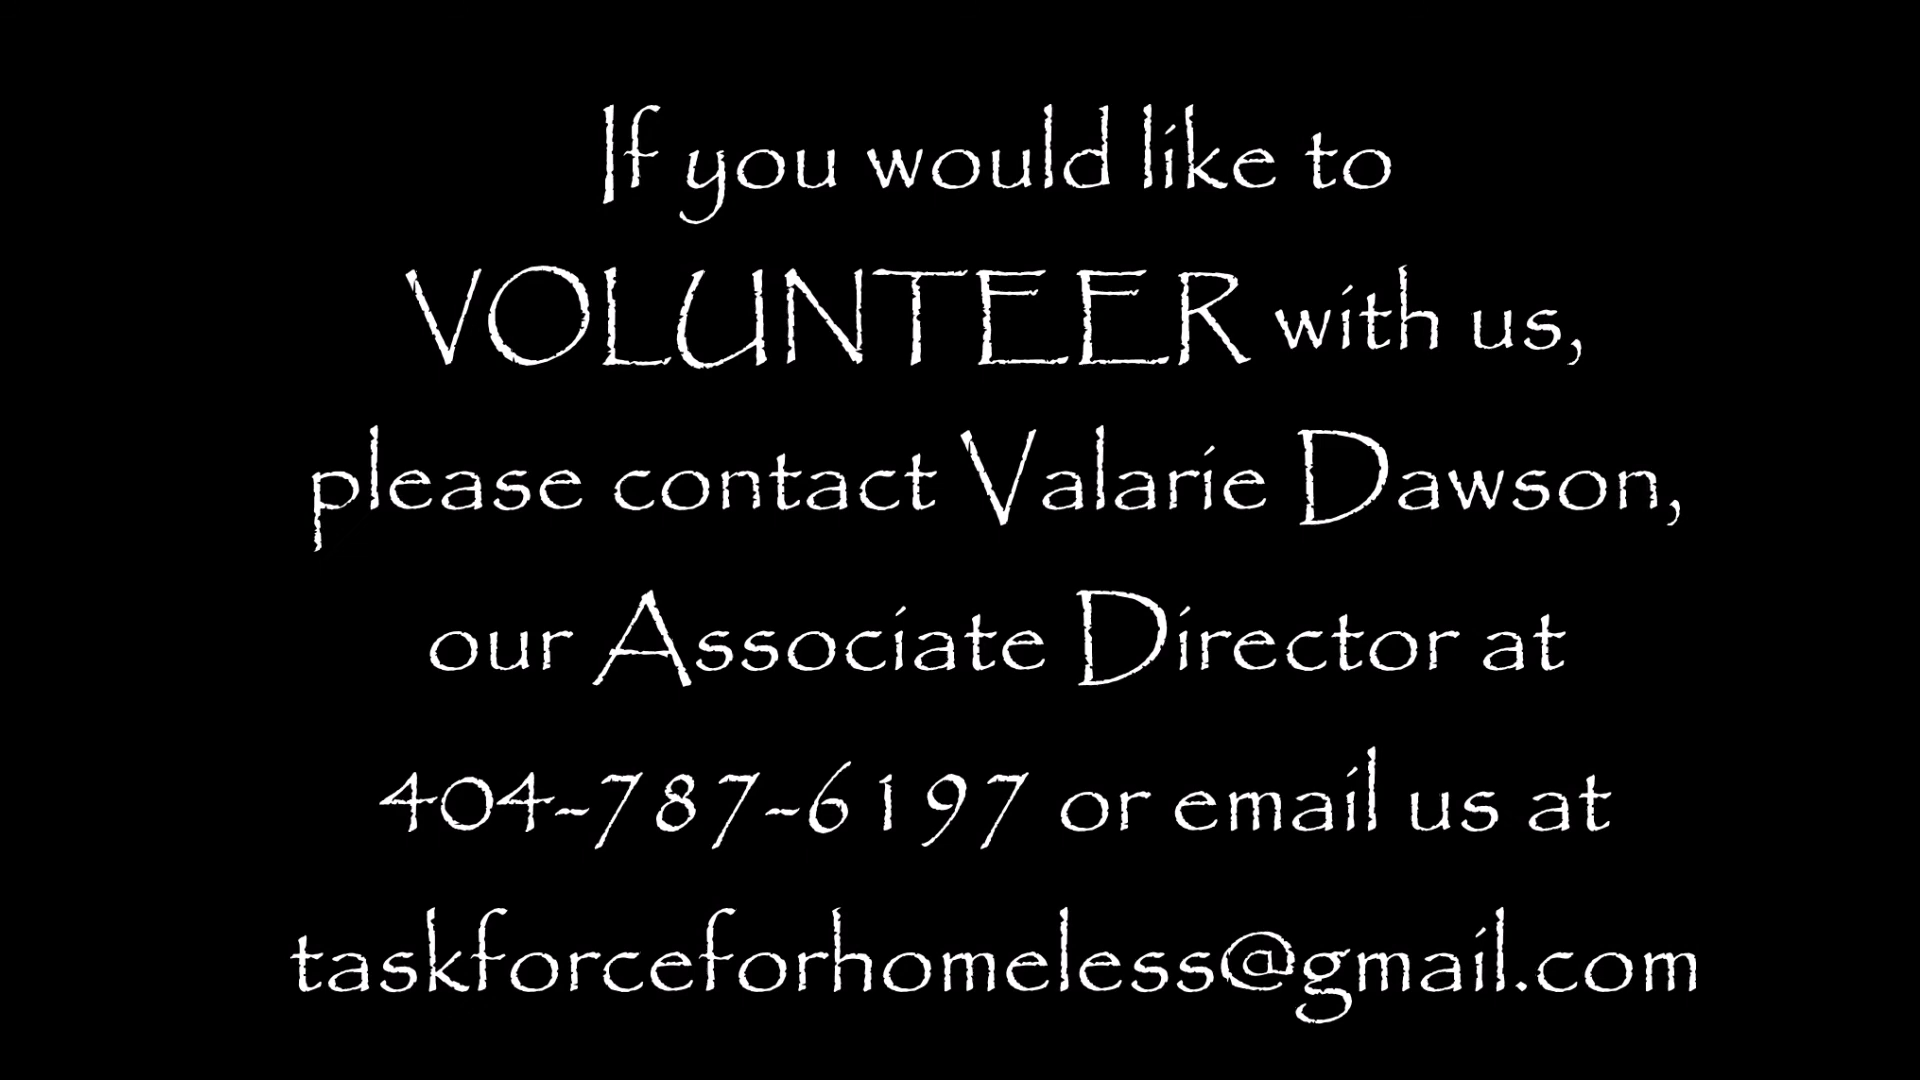 If you would like to
VOLUNTEER with us,
please contact Valarie Dawson,
our Associate Director at
404-787-6197 or email us at
taskforceforhomeless@gmail.com